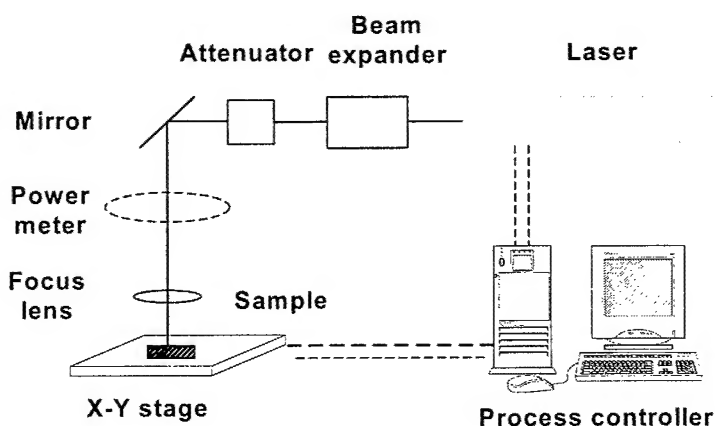 Beam
Attenuator expander Laser
Mirror
Power
meter
Focus
lens
Sample
X-Y stage
Process controller